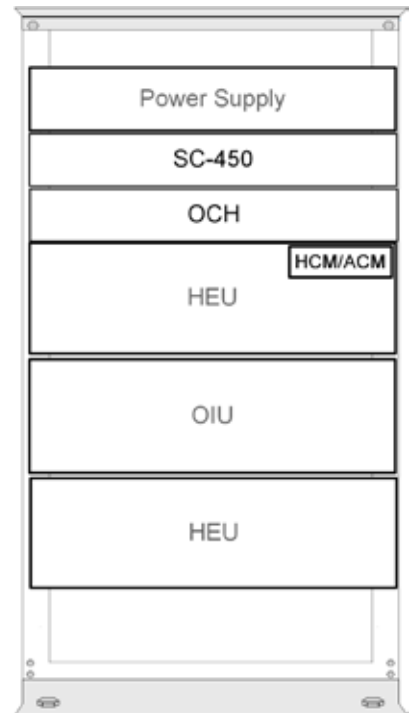 Power Supply
SC-450
OCH
HCM/ACM
HEU
OIU
HEU